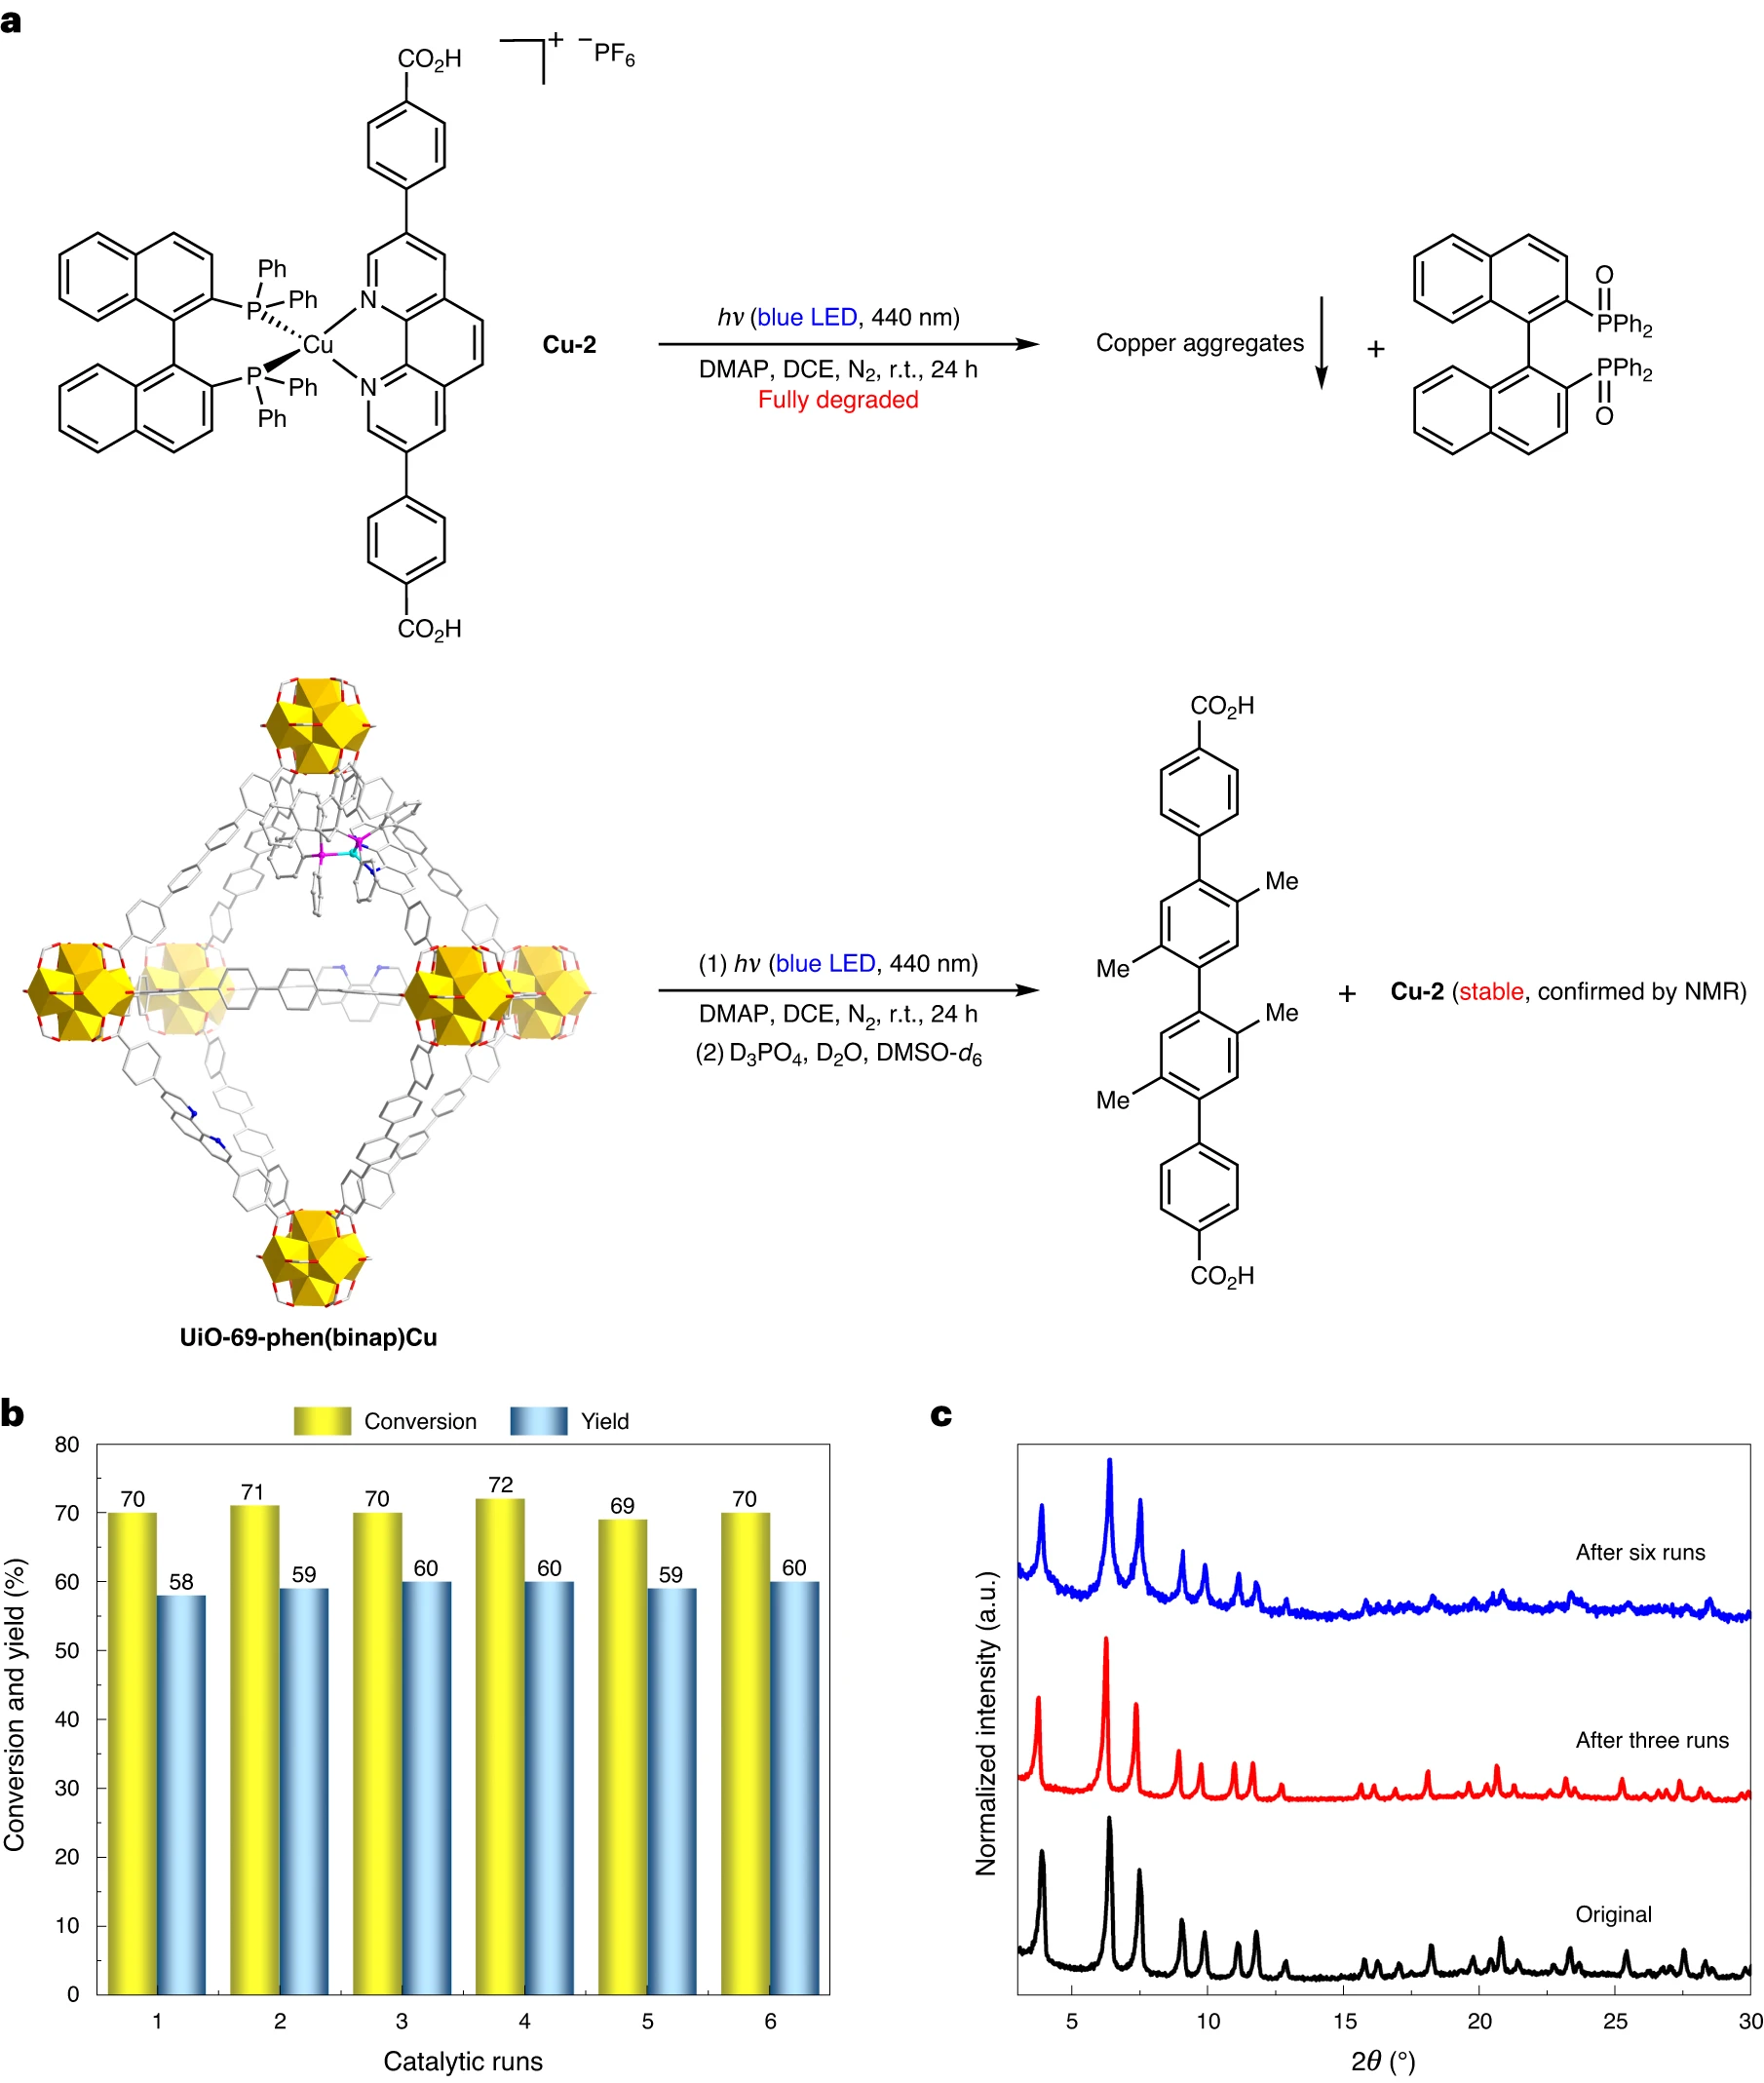 a
CO2H
+ −PF6
Ph
Ph
P
N
Cu
Cu-2
P
N
Ph
Ph
CO2H
hν (blue LED, 440 nm)
DMAP, DCE, N2, r.t., 24 h
Fully degraded
Copper aggregates
+
O
PPh2
PPh2
O
UiO-69-phen(binap)Cu
(1) hν (blue LED, 440 nm)
DMAP, DCE, N2, r.t., 24 h
(2) D3PO4, D2O, DMSO-d6
CO2H
Me
Me
Me
Me
CO2H
+ Cu-2 (stable, confirmed by NMR)
b
Conversion Yield
Conversion and yield (%)
80
70
60
50
40
30
20
10
0
70 58 71 59 70 60 72 60 69 59 70 60
1 2 3 4 5 6
Catalytic runs
c
Normalized intensity (a.u.)
After six runs
After three runs
Original
5 10 15 20 25 30
2θ (°)